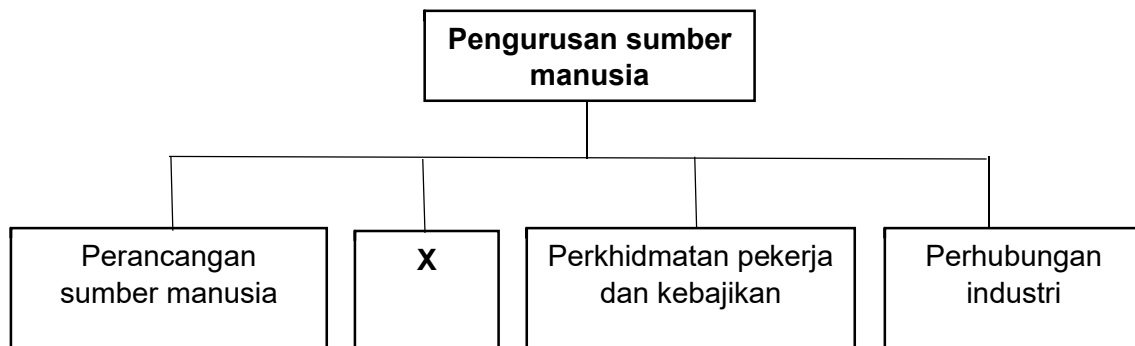 Pengurusan sumber
manusia
Perancangan
sumber manusia
X
Perkhidmatan pekerja
dan kebajikan
Perhubungan
industri